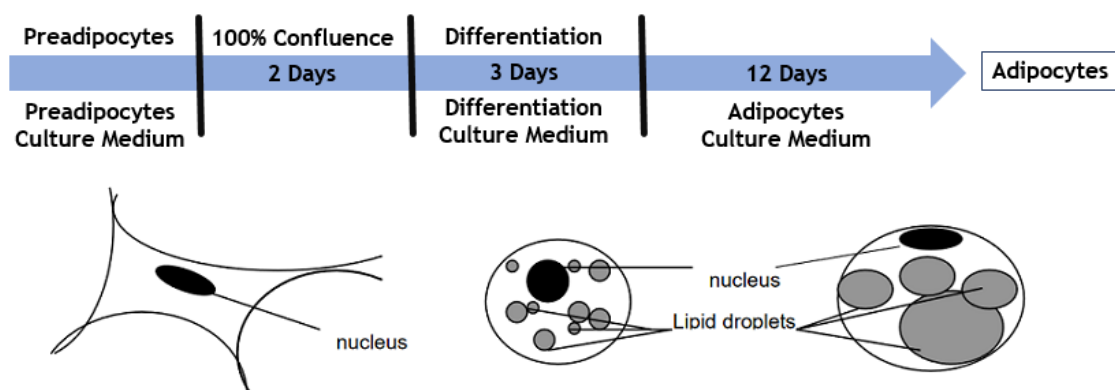 Preadipocytes
100% Confluence
Differentiation
2 Days
3 Days
12 Days
Adipocytes
Preadipocytes
Culture Medium
Differentiation
Culture Medium
Adipocytes
Culture Medium
nucleus
nucleus
Lipid droplets